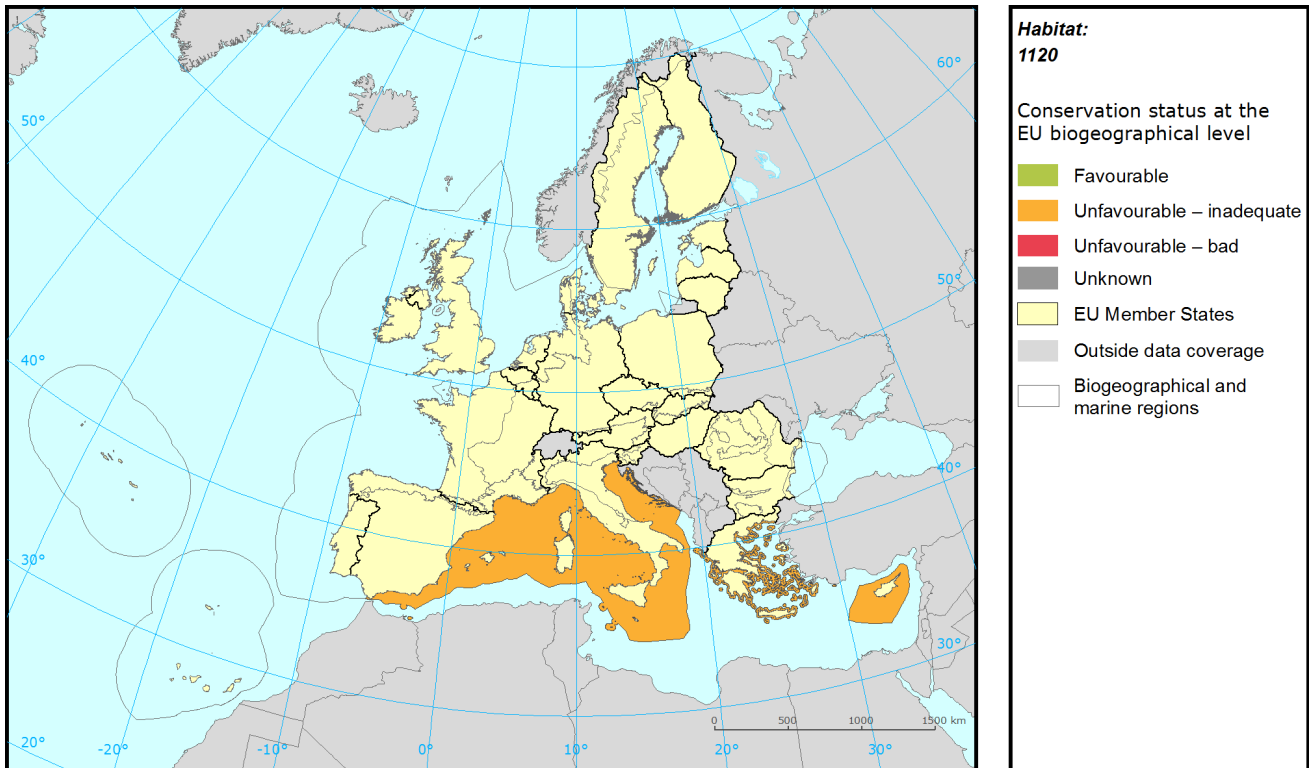 Habitat:
1120
Conservation status at the
EU biogeographical level
Favourable
Unfavourable – inadequate
Unfavourable – bad
Unknown
EU Member States
Outside data coverage
Biogeographical and
marine regions
60°
50°
50°
40°
40°
30°
30°
20°
-20°
-10°
0°
10°
20°
30°
0 500 1000 1500 km